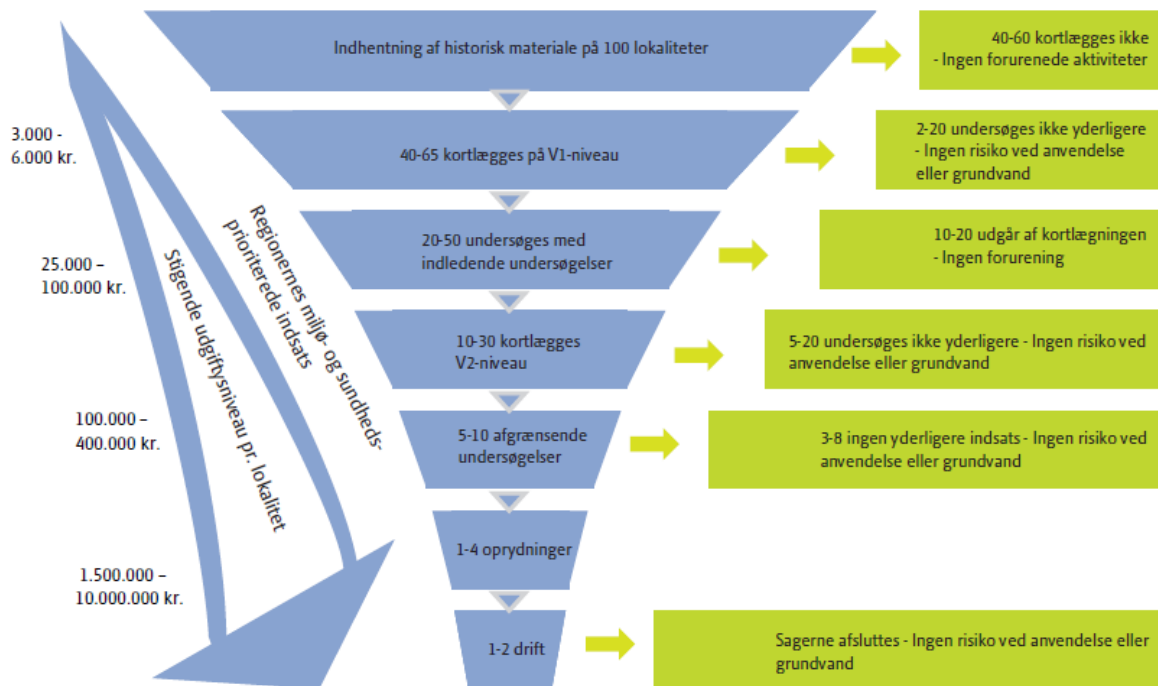 Indhentning af historisk materiale på 100 lokaliteter
40-60 kortlægges ikke
- Ingen forurenede aktiviteter
3.000 -
6.000 kr.
40-65 kortlægges på V1-niveau
2-20 undersøges ikke yderligere
- Ingen risiko ved anvendelse
eller grundvand
20-50 undersøges med
indledende undersøgelser
10-20 udgår af kortlægningen
- Ingen forurening
25.000 –
100.000 kr.
Regionernes miljø- og sundheds-
prioriterede indsats
Stigende udgiftysniveau pr. lokalitet
10-30 kortlægges
V2-niveau
5-20 undersøges ikke yderligere - Ingen risiko ved
anvendelse eller grundvand
100.000 –
400.000 kr.
5-10 afgrænsende
undersøgelser
3-8 ingen yderligere indsats - Ingen risiko ved
anvendelse eller grundvand
1-4 oprydninger
1.500.000 –
10.000.000 kr.
1-2 drift
Sagerne afsluttes - Ingen risiko ved anvendelse eller
grundvand